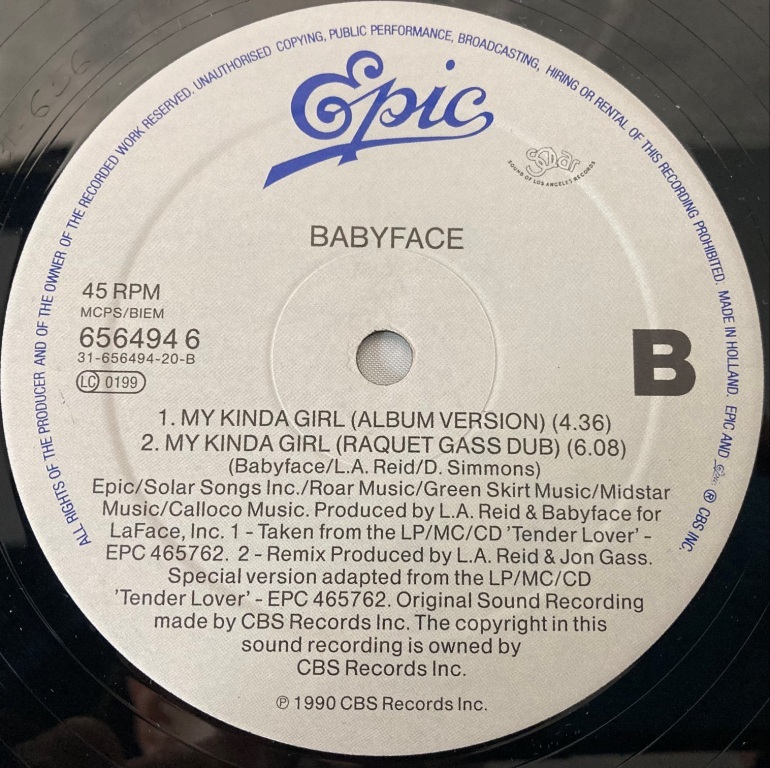 ALL RIGHTS OF THE PRODUCER AND OF THE OWNER OF THE RECORDED WORK RESERVED. UNAUTHORISED COPYING, PUBLIC PERFORMANCE, BROADCASTING, HIRING OR RENTAL OF THIS RECORDING PROHIBITED. MADE IN HOLLAND. EPIC AND Epic ® CBS INC.
Epic
Solar
SOUND OF LOS ANGELES RECORDS
BABYFACE
45 RPM
MCPS/BIEM
656494 6
31-656494-20-B
LC 0199
B
1. MY KINDA GIRL (ALBUM VERSION) (4.36)
2. MY KINDA GIRL (RAQUET GASS DUB) (6.08)
(Babyface/L.A. Reid/D. Simmons)
Epic/Solar Songs Inc./Roar Music/Green Skirt Music/Midstar
Music/Calloco Music. Produced by L.A. Reid & Babyface for
LaFace, Inc. 1 - Taken from the LP/MC/CD 'Tender Lover' -
EPC 465762. 2 - Remix Produced by L.A. Reid & Jon Gass.
Special version adapted from the LP/MC/CD
'Tender Lover' - EPC 465762. Original Sound Recording
made by CBS Records Inc. The copyright in this
sound recording is owned by
CBS Records Inc.
℗ 1990 CBS Records Inc.